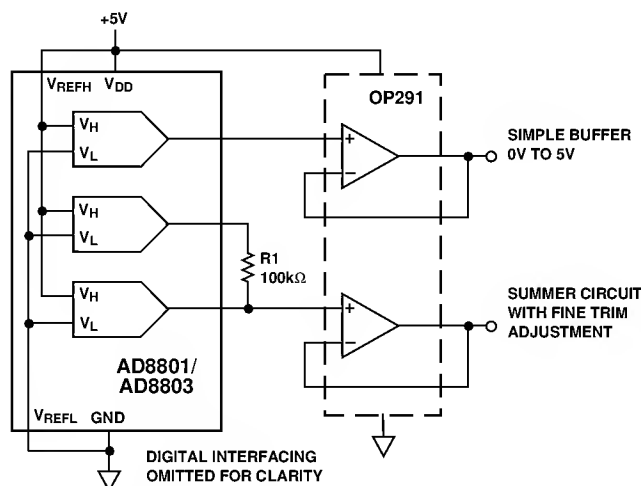 +5V
OP291
VREFH VDD
VH
VL
+
−
SIMPLE BUFFER
0V TO 5V
VH
VL
R1
100kΩ
VH
VL
+
−
SUMMER CIRCUIT
WITH FINE TRIM
ADJUSTMENT
AD8801/
AD8803
VREFL GND
DIGITAL INTERFACING
OMITTED FOR CLARITY